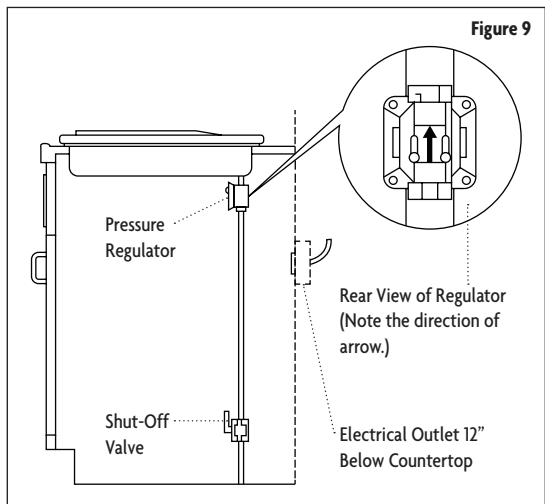 Figure 9
Pressure
Regulator
Rear View of Regulator
(Note the direction of
arrow.)
Shut-Off
Valve
Electrical Outlet 12”
Below Countertop